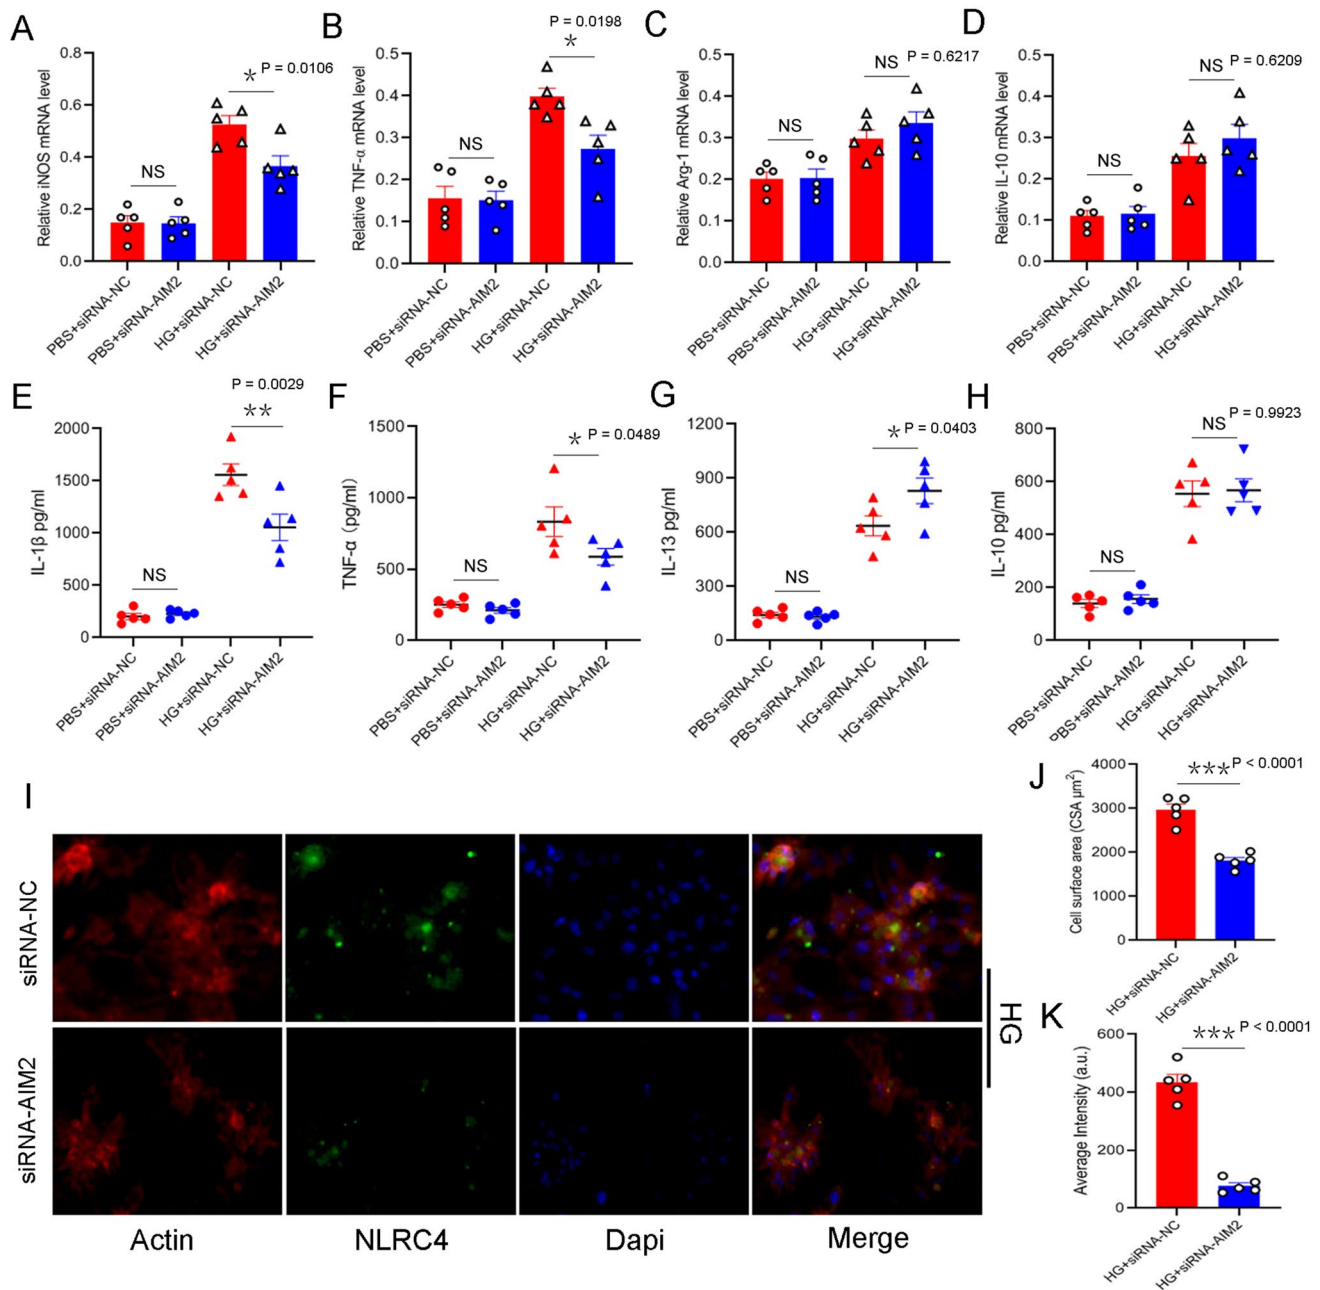 A
B
C
D
P = 0.0198
*
* P = 0.0106
NS P = 0.6217
NS P = 0.6209
Relative iNOS mRNA level
0.8
0.6
0.4
0.2
0.0
NS
PBS+siRNA-NC
PBS+siRNA-AIM2
HG+siRNA-NC
HG+siRNA-AIM2
Relative TNF-α mRNA level
0.5
0.4
0.3
0.2
0.1
0.0
NS
PBS+siRNA-NC
PBS+siRNA-AIM2
HG+siRNA-NC
HG+siRNA-AIM2
Relative Arg-1 mRNA level
0.5
0.4
0.3
0.2
0.1
0.0
NS
PBS+siRNA-NC
PBS+siRNA-AIM2
HG+siRNA-NC
HG+siRNA-AIM2
Relative IL-10 mRNA level
0.5
0.4
0.3
0.2
0.1
0.0
NS
PBS+siRNA-NC
PBS+siRNA-AIM2
HG+siRNA-NC
HG+siRNA-AIM2
E
F
G
H
P = 0.0029
**
* P = 0.0489
* P = 0.0403
NS P = 0.9923
IL-1β pg/ml
2000
1500
1000
500
0
NS
PBS+siRNA-NC
PBS+siRNA-AIM2
HG+siRNA-NC
HG+siRNA-AIM2
TNF-α (pg/ml)
1500
1000
500
0
NS
PBS+siRNA-NC
PBS+siRNA-AIM2
HG+siRNA-NC
HG+siRNA-AIM2
IL-13 pg/ml
1200
900
600
300
0
NS
PBS+siRNA-NC
PBS+siRNA-AIM2
HG+siRNA-NC
HG+siRNA-AIM2
IL-10 pg/ml
800
600
400
200
0
NS
PBS+siRNA-NC
PBS+siRNA-AIM2
HG+siRNA-NC
HG+siRNA-AIM2
I
siRNA-NC
siRNA-AIM2
HG
Actin
NLRC4
Dapi
Merge
J
*** P < 0.0001
Cell surface area (CSA µm²)
4000
3000
2000
1000
0
HG+siRNA-NC
HG+siRNA-AIM2
K
*** P < 0.0001
Average Intensity (a.u.)
600
400
200
0
HG+siRNA-NC
HG+siRNA-AIM2